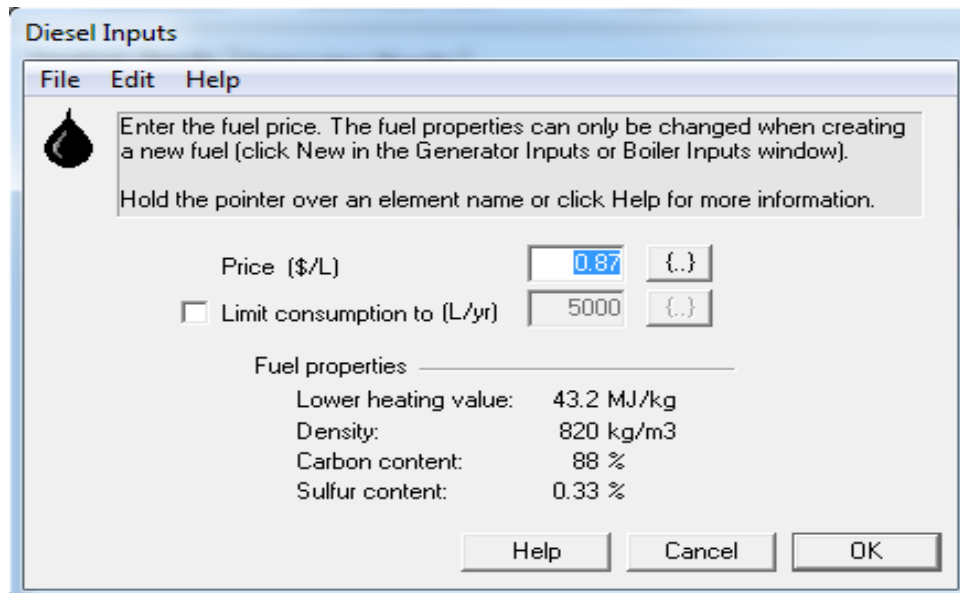 Diesel Inputs
File Edit Help
Enter the fuel price. The fuel properties can only be changed when creating
a new fuel (click New in the Generator Inputs or Boiler Inputs window).
Hold the pointer over an element name or click Help for more information.
Price ($/L) 0.87 {..}
Limit consumption to (L/yr) 5000 {..}
Fuel properties
Lower heating value: 43.2 MJ/kg
Density: 820 kg/m3
Carbon content: 88 %
Sulfur content: 0.33 %
Help Cancel OK